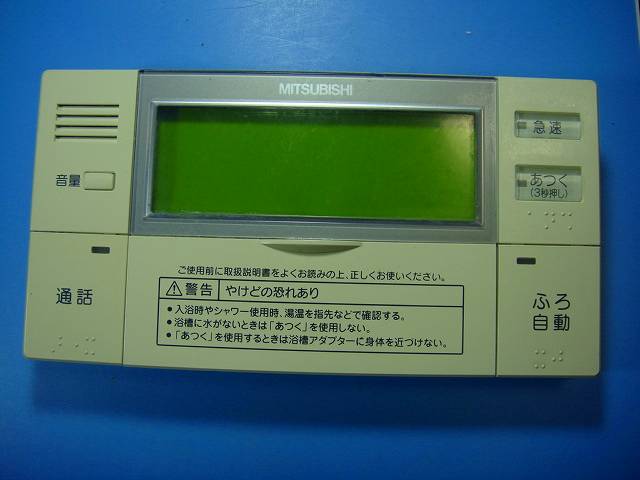 MITSUBISHI
急速
音量
あつく
(3秒押し)
ご使用前に取扱説明書をよくお読みの上、正しくお使いください。
通話
⚠警告 やけどの恐れあり
• 入浴時やシャワー使用時、湯温を指先などで確認する。
• 浴槽に水がないときは「あつく」を使用しない。
• 「あつく」を使用するときは浴槽アダプターに身体を近づけない。
ふろ
自動